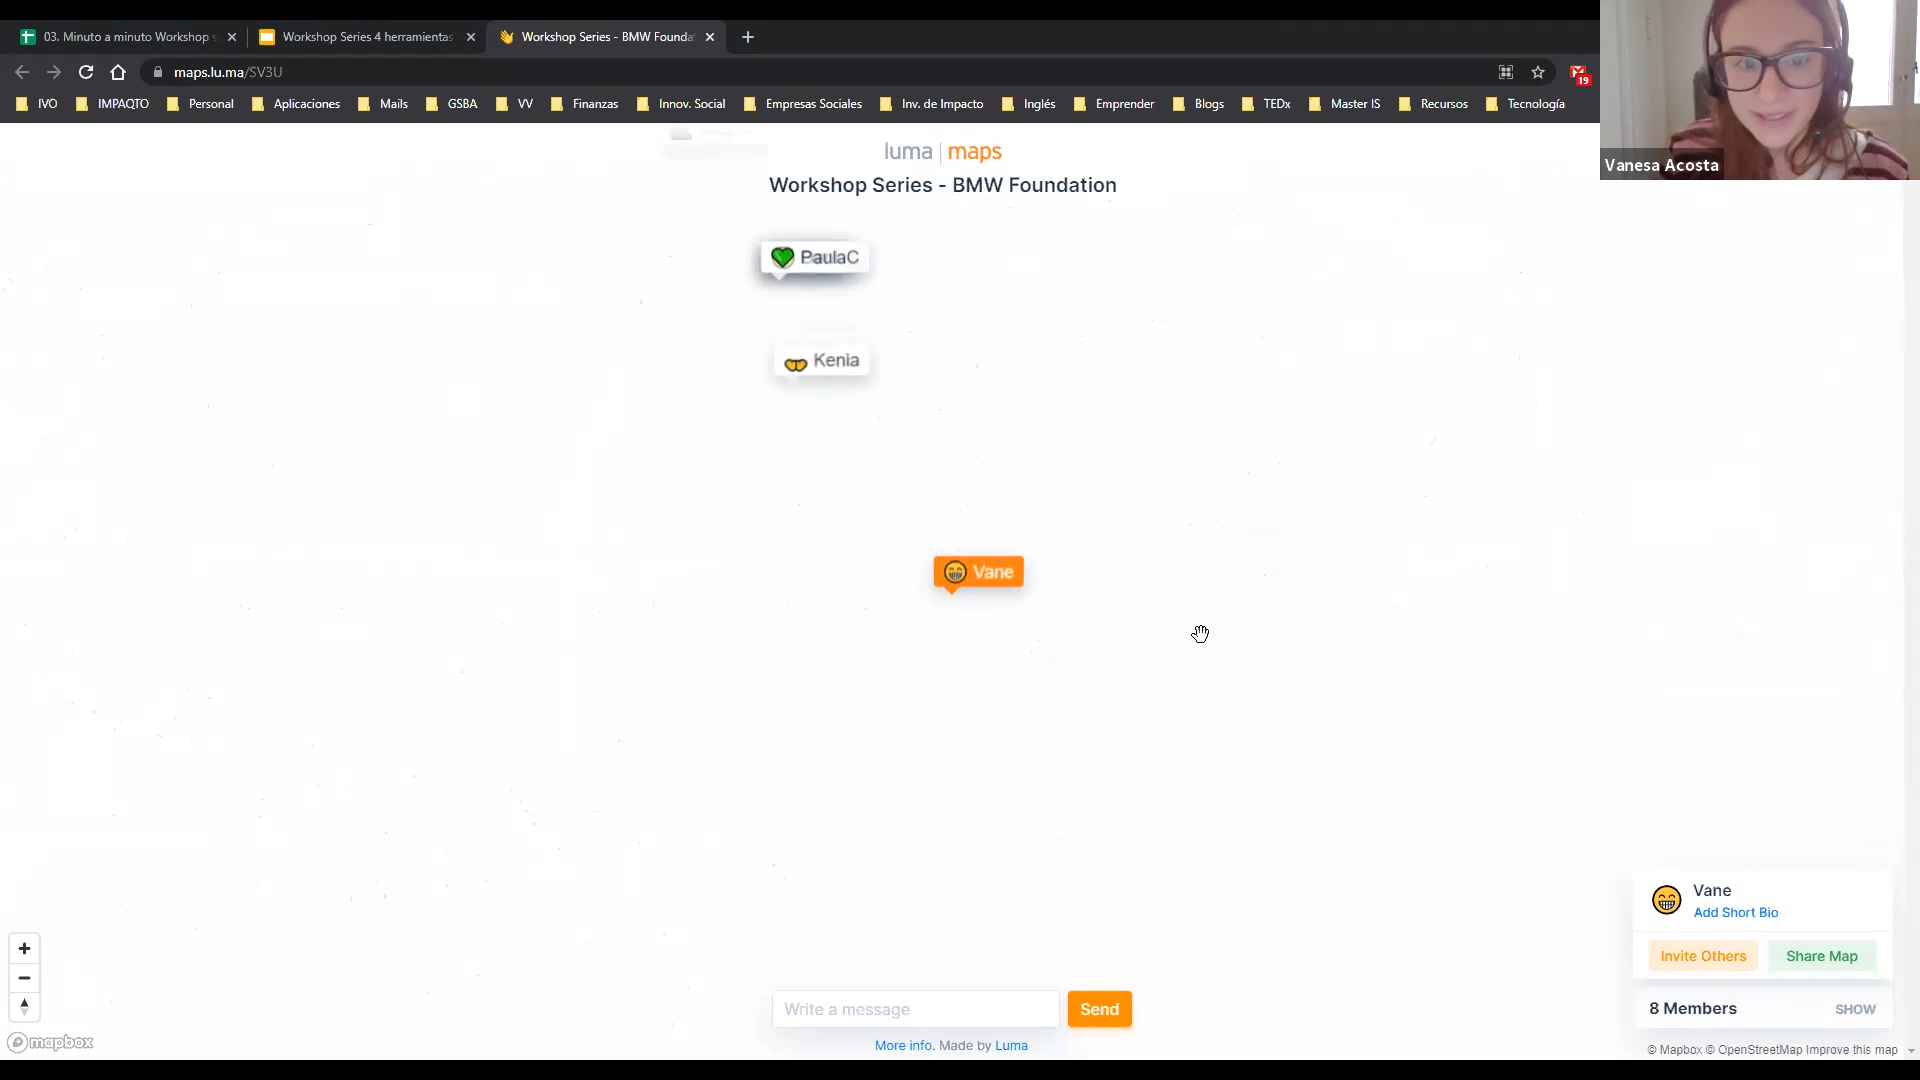 03. Minuto a minuto Workshop
Workshop Series 4 herramientas
Workshop Series - BMW Founda
maps.lu.ma/SV3U
19
IVO
IMPAQTO
Personal
Aplicaciones
Mails
GSBA
VV
Finanzas
Innov. Social
Empresas Sociales
Inv. de Impacto
Inglés
Emprender
Blogs
TEDx
Master IS
Recursos
Tecnología
Vanesa Acosta
luma | maps
Workshop Series - BMW Foundation
PaulaC
Kenia
Vane
Vane
Add Short Bio
Invite Others
Share Map
8 Members
SHOW
Write a message
Send
More info. Made by Luma
mapbox
© Mapbox © OpenStreetMap Improve this map